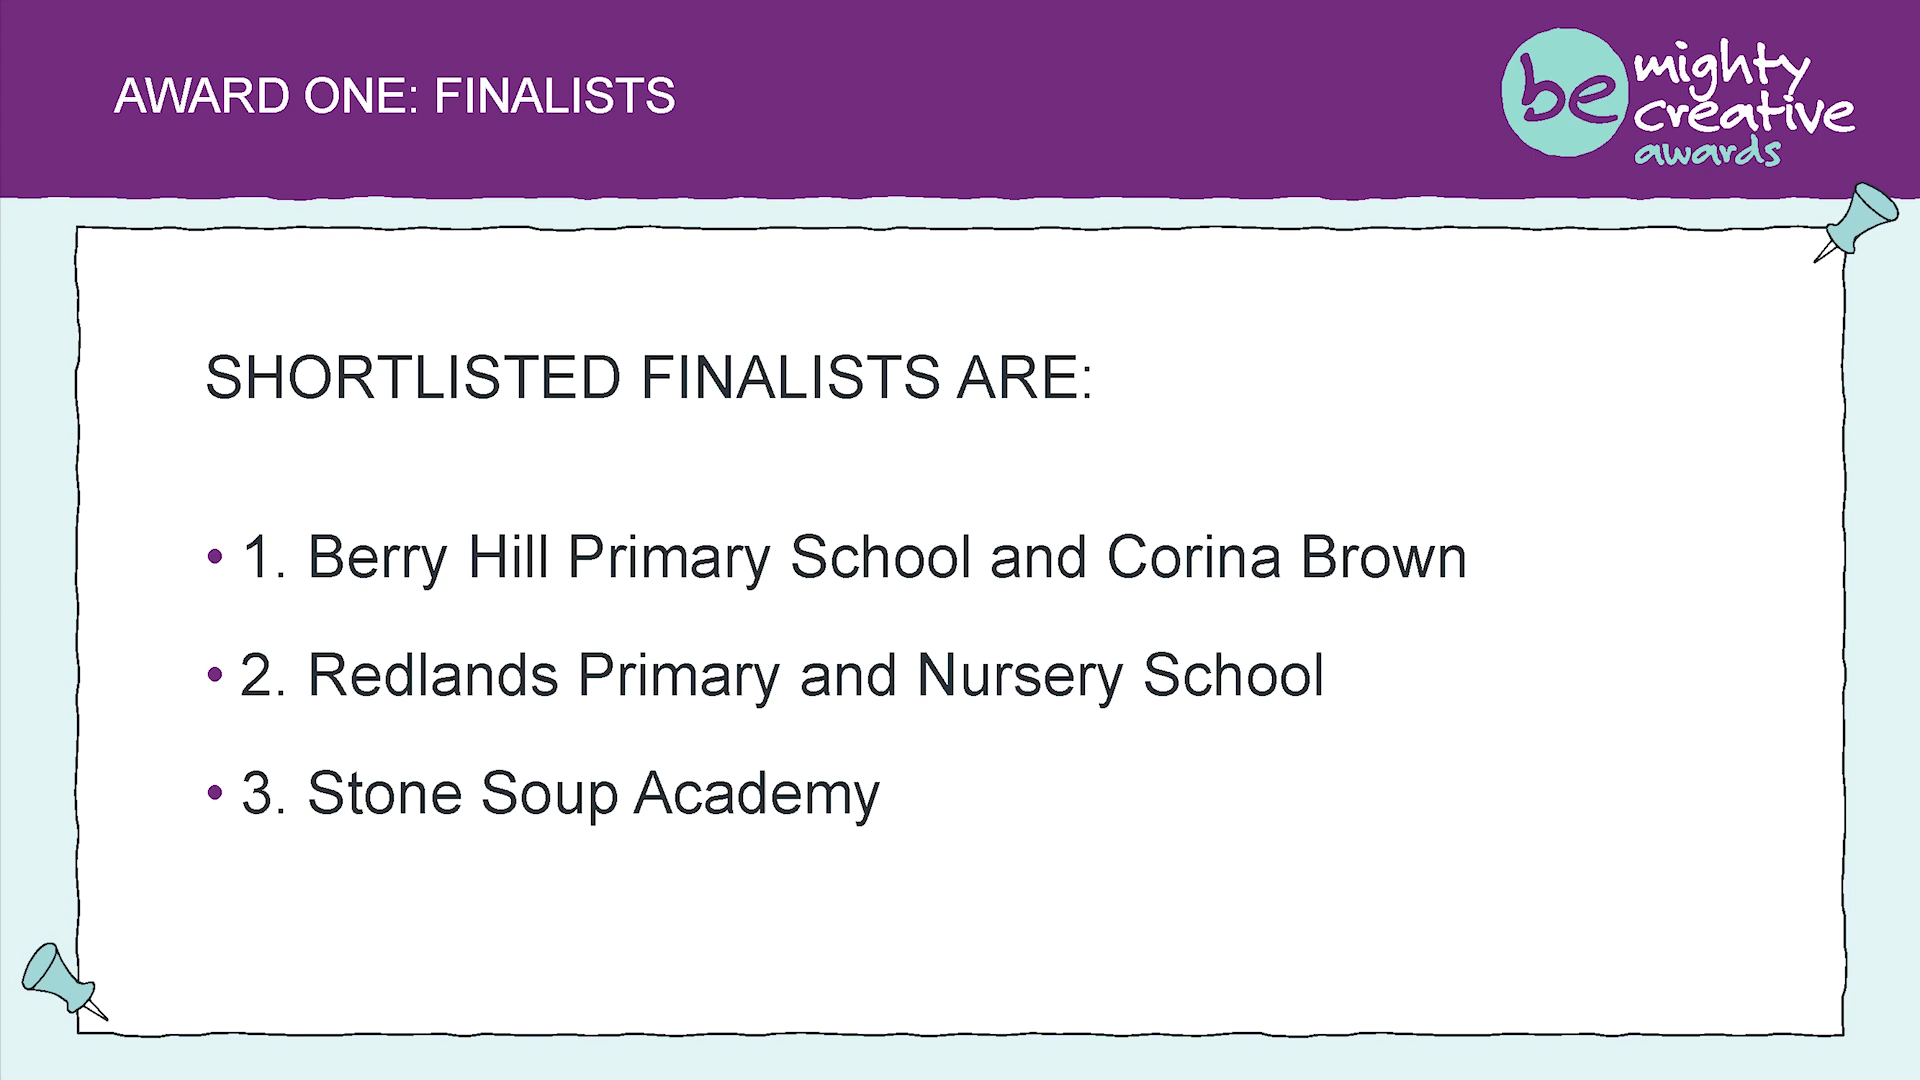 AWARD ONE: FINALISTS
be
mighty
creative
awards
SHORTLISTED FINALISTS ARE:
• 1. Berry Hill Primary School and Corina Brown
• 2. Redlands Primary and Nursery School
• 3. Stone Soup Academy